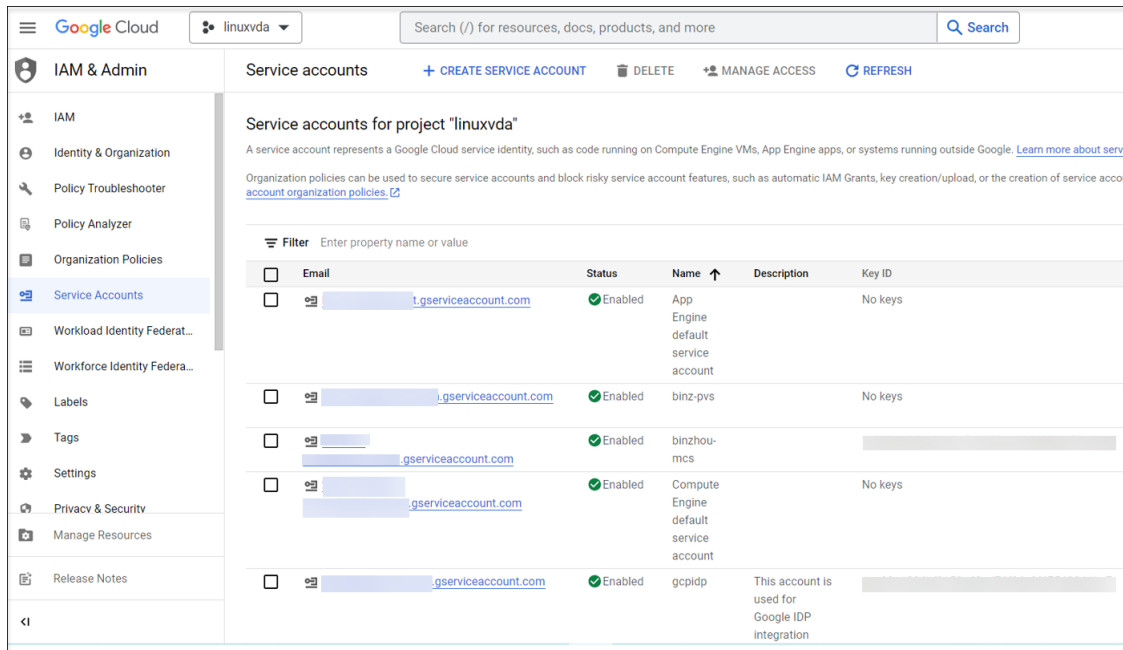 Google Cloud
linuxvda
Search (/) for resources, docs, products, and more
Search
IAM & Admin
Service accounts
+ CREATE SERVICE ACCOUNT
DELETE
MANAGE ACCESS
REFRESH
IAM
Identity & Organization
Policy Troubleshooter
Policy Analyzer
Organization Policies
Service Accounts
Workload Identity Federat...
Workforce Identity Federa...
Labels
Tags
Settings
Privacy & Security
Manage Resources
Release Notes
Service accounts for project "linuxvda"
A service account represents a Google Cloud service identity, such as code running on Compute Engine VMs, App Engine apps, or systems running outside Google. Learn more about serv
Organization policies can be used to secure service accounts and block risky service account features, such as automatic IAM Grants, key creation/upload, or the creation of service acco
account organization policies.
Filter Enter property name or value
Email Status Name Description Key ID
t.gserviceaccount.com Enabled App No keys
Engine
default
service
account
.gserviceaccount.com Enabled binz-pvs No keys
Enabled binzhou-
.gserviceaccount.com mcs
Enabled Compute No keys
.gserviceaccount.com Engine
default
service
account
.gserviceaccount.com Enabled gcpidp This account is
used for
Google IDP
integration